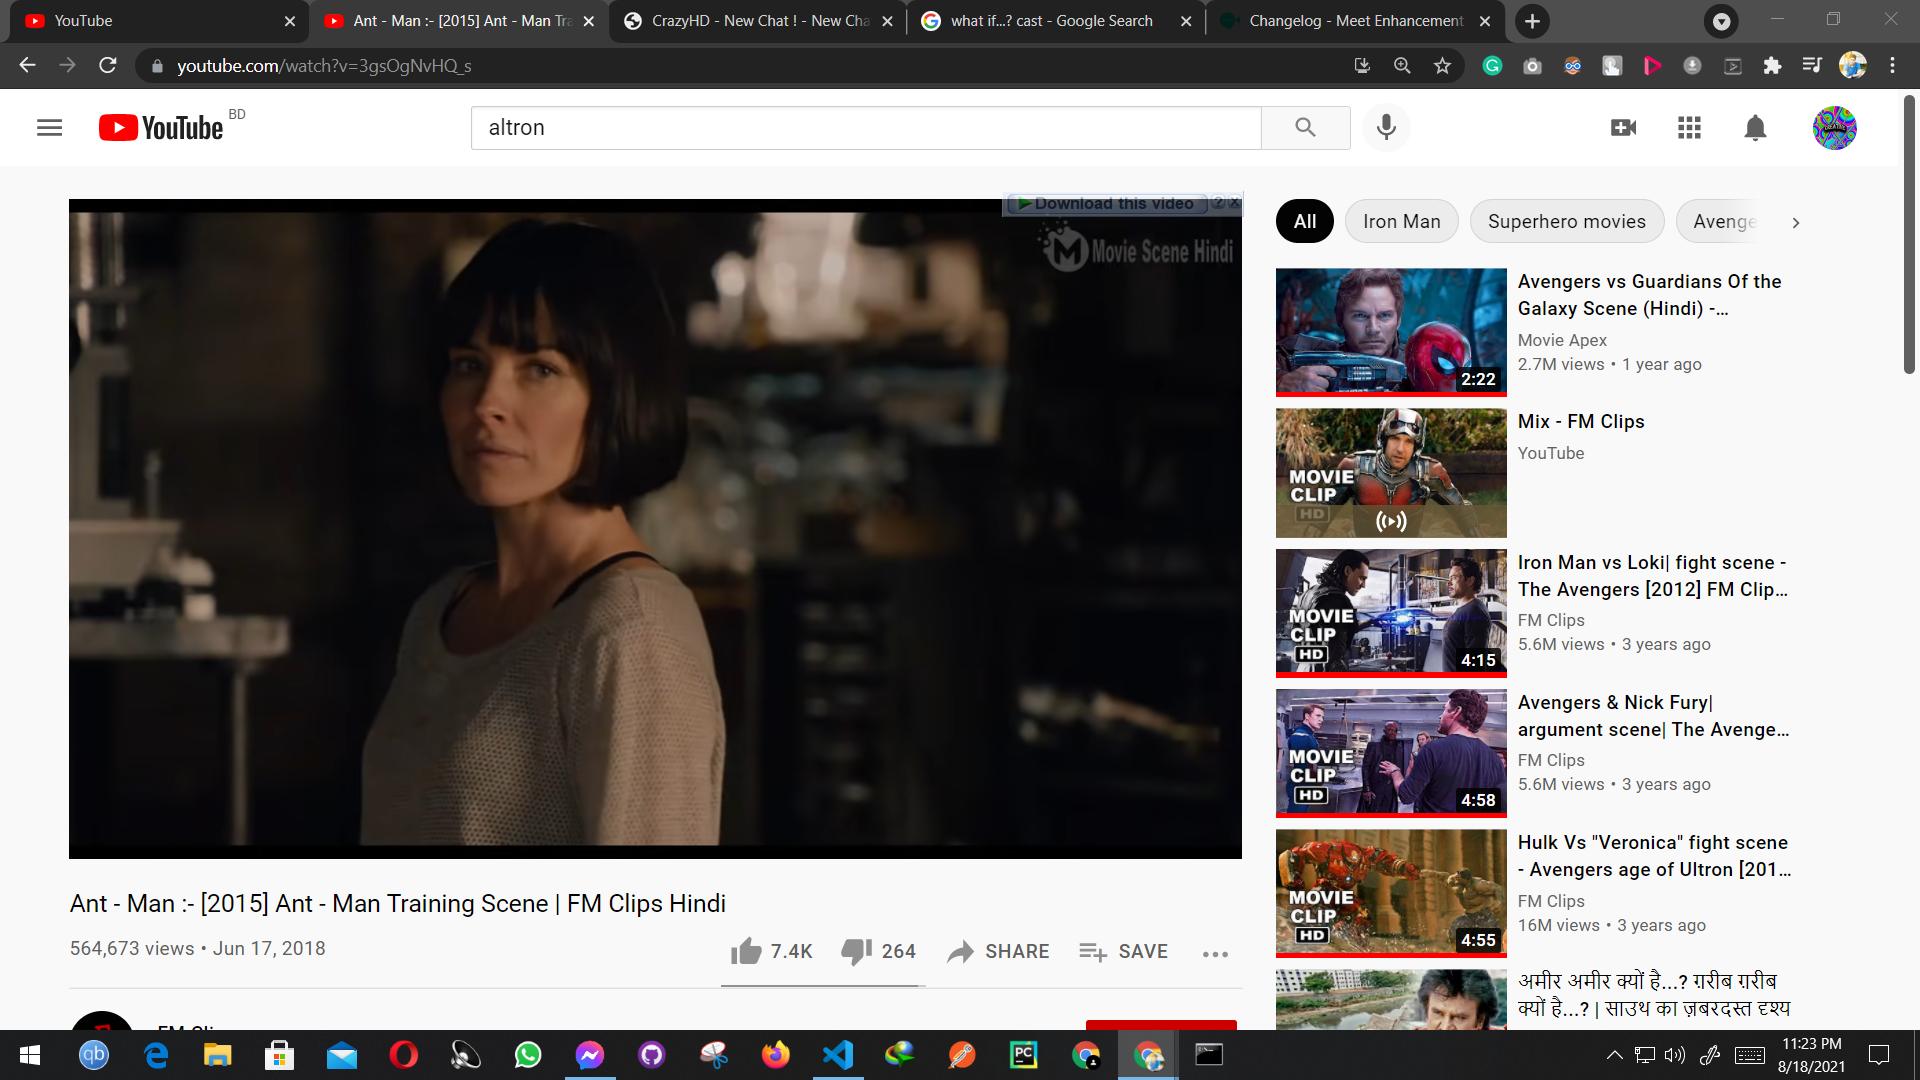 YouTube
Ant - Man :- [2015] Ant - Man Tra
CrazyHD - New Chat ! - New Cha
what if...? cast - Google Search
Changelog - Meet Enhancement
youtube.com/watch?v=3gsOgNvHQ_s
YouTube BD
altron
Download this video ? x
M Movie Scene Hindi
All
Iron Man
Superhero movies
Avenge
2:22
Avengers vs Guardians Of the
Galaxy Scene (Hindi) -...
Movie Apex
2.7M views • 1 year ago
MOVIE
CLIP
HD
Mix - FM Clips
YouTube
MOVIE
CLIP
HD
4:15
Iron Man vs Loki| fight scene -
The Avengers [2012] FM Clip...
FM Clips
5.6M views • 3 years ago
MOVIE
CLIP
HD
4:58
Avengers & Nick Fury|
argument scene| The Avenge...
FM Clips
5.6M views • 3 years ago
MOVIE
CLIP
HD
4:55
Hulk Vs "Veronica" fight scene
- Avengers age of Ultron [201...
FM Clips
16M views • 3 years ago
अमीर अमीर क्यों है...? ग़रीब ग़रीब
क्यों है...? | साउथ का ज़बरदस्त दृश्य
Ant - Man :- [2015] Ant - Man Training Scene | FM Clips Hindi
564,673 views • Jun 17, 2018
7.4K
264
SHARE
SAVE
FM Cli
qb
PC
11:23 PM
8/18/2021